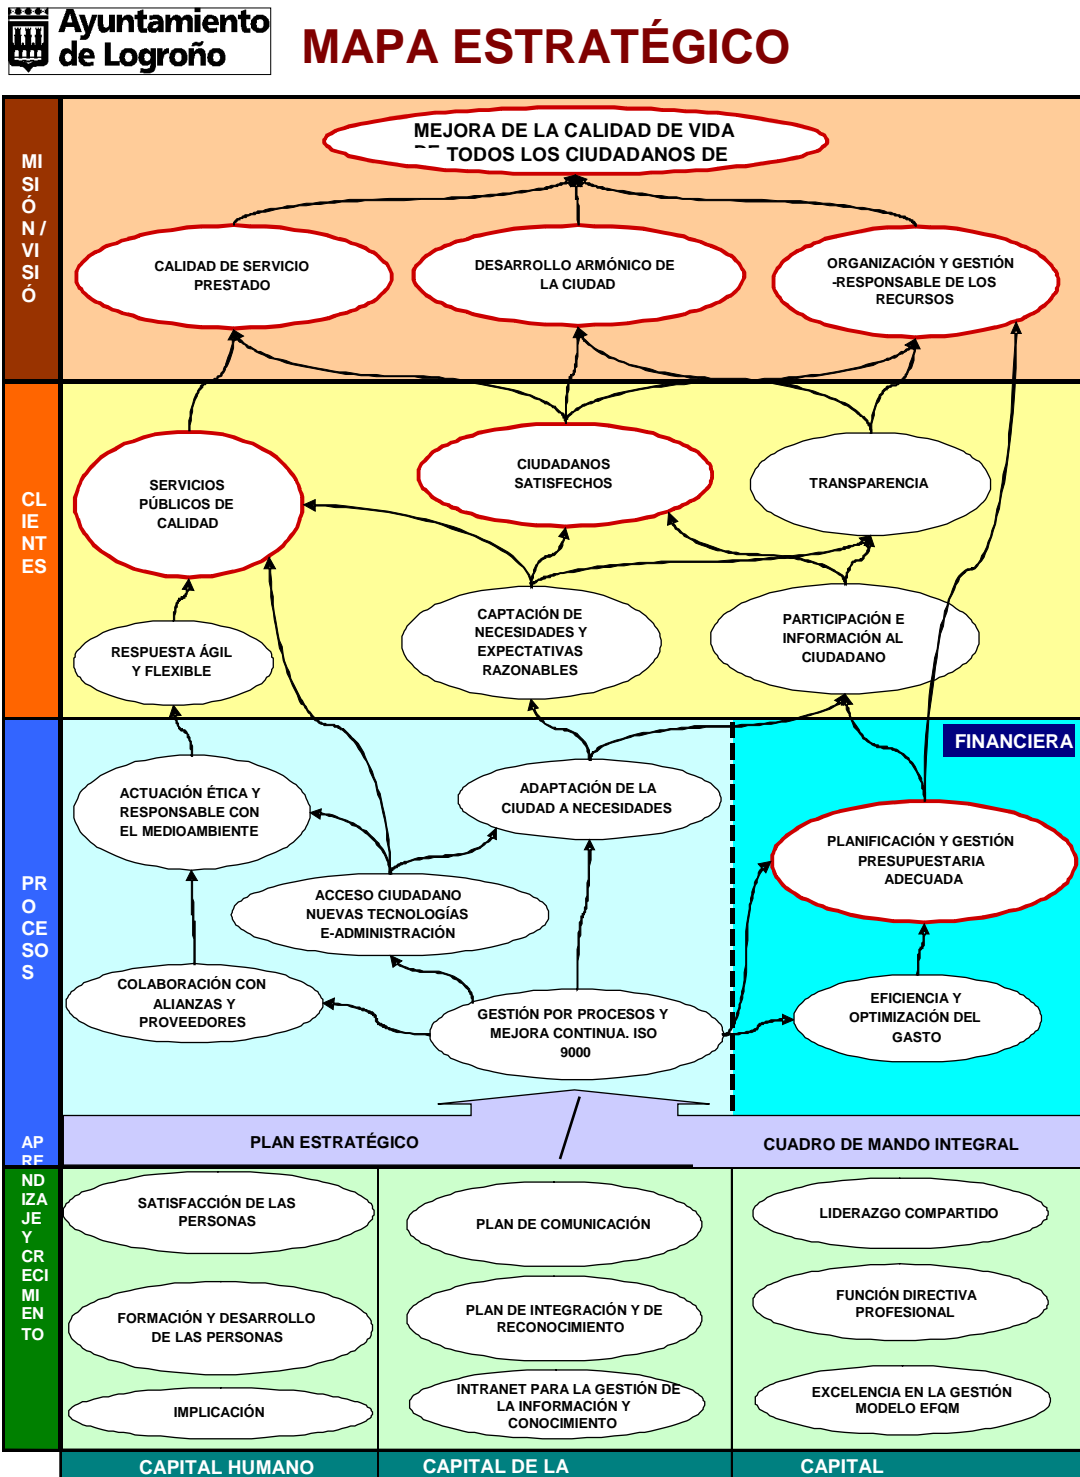 Ayuntamiento
de Logroño
MAPA ESTRATÉGICO
MI
SIÓ
Ó
N /
VI
SI
Ó
MEJORA DE LA CALIDAD DE VIDA
DE TODOS LOS CIUDADANOS DE
CALIDAD DE SERVICIO
PRESTADO
DESARROLLO ARMÓNICO DE
LA CIUDAD
ORGANIZACIÓN Y GESTIÓN
-RESPONSABLE DE LOS
RECURSOS
CL
IE
NT
ES
SERVICIOS
PÚBLICOS DE
CALIDAD
CIUDADANOS
SATISFECHOS
TRANSPARENCIA
RESPUESTA ÁGIL
Y FLEXIBLE
CAPTACIÓN DE
NECESIDADES Y
EXPECTATIVAS
RAZONABLES
PARTICIPACIÓN E
INFORMACIÓN AL
CIUDADANO
PR
O
CE
SO
S
FINANCIERA
ACTUACIÓN ÉTICA Y
RESPONSABLE CON
EL MEDIOAMBIENTE
ADAPTACIÓN DE LA
CIUDAD A NECESIDADES
PLANIFICACIÓN Y GESTIÓN
PRESUPUESTARIA
ADECUADA
ACCESO CIUDADANO
NUEVAS TECNOLOGÍAS
E-ADMINISTRACIÓN
COLABORACIÓN CON
ALIANZAS Y
PROVEEDORES
GESTIÓN POR PROCESOS Y
MEJORA CONTINUA. ISO
9000
EFICIENCIA Y
OPTIMIZACIÓN DEL
GASTO
PLAN ESTRATÉGICO
CUADRO DE MANDO INTEGRAL
AP
RE
ND
IZA
JE
Y
CR
ECI
MI
EN
TO
SATISFACCIÓN DE LAS
PERSONAS
PLAN DE COMUNICACIÓN
LIDERAZGO COMPARTIDO
FORMACIÓN Y DESARROLLO
DE LAS PERSONAS
PLAN DE INTEGRACIÓN Y DE
RECONOCIMIENTO
FUNCIÓN DIRECTIVA
PROFESIONAL
IMPLICACIÓN
INTRANET PARA LA GESTIÓN DE
LA INFORMACIÓN Y
CONOCIMIENTO
EXCELENCIA EN LA GESTIÓN
MODELO EFQM
CAPITAL HUMANO
CAPITAL DE LA
CAPITAL